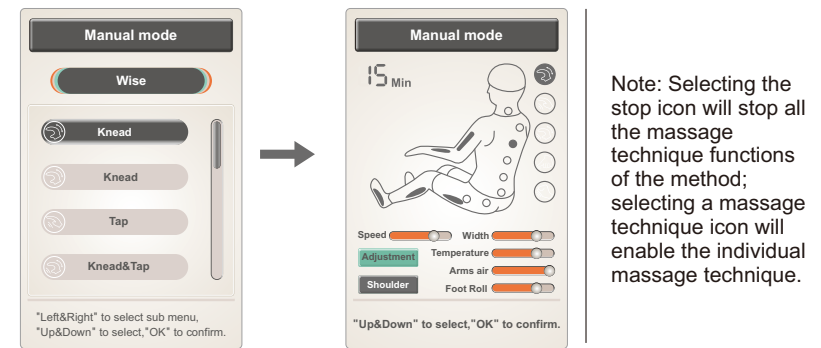 Manual mode
Wise
Knead
Knead
Tap
Knead&Tap
"Left&Right" to select sub menu,
"Up&Down" to select,"OK" to confirm.
Manual mode
15 Min
Speed
Width
Adjustment
Temperature
Arms air
Shoulder
Foot Roll
"Up&Down" to select,"OK" to confirm.
Note: Selecting the
stop icon will stop all
the massage
technique functions
of the method;
selecting a massage
technique icon will
enable the individual
massage technique.